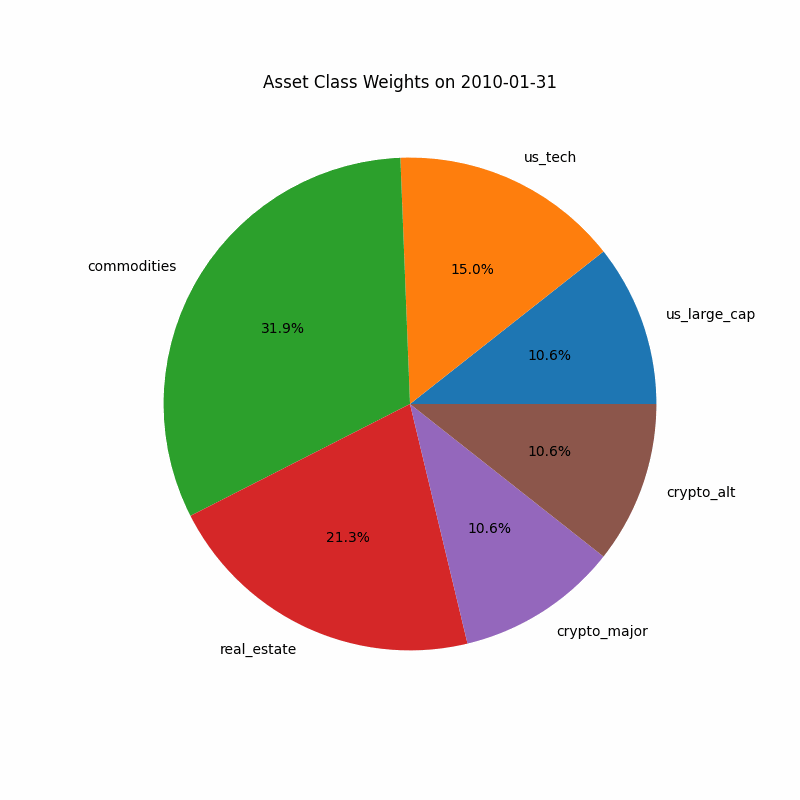 Asset Class Weights on 2010-01-31
us_tech
commodities
15.0%
us_large_cap
31.9%
10.6%
10.6%
crypto_alt
21.3%
10.6%
crypto_major
real_estate